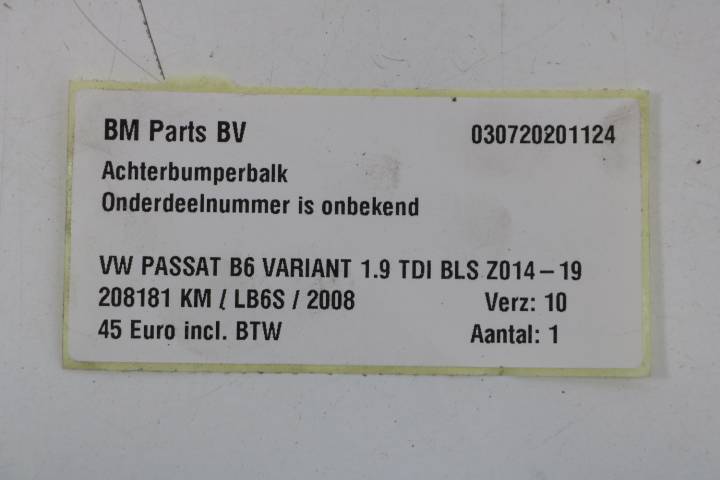 BM Parts BV 030720201124
Achterbumperbalk
Onderdeelnummer is onbekend
VW PASSAT B6 VARIANT 1.9 TDI BLS Z014-19
208181 KM / LB6S / 2008 Verz: 10
45 Euro incl. BTW Aantal: 1